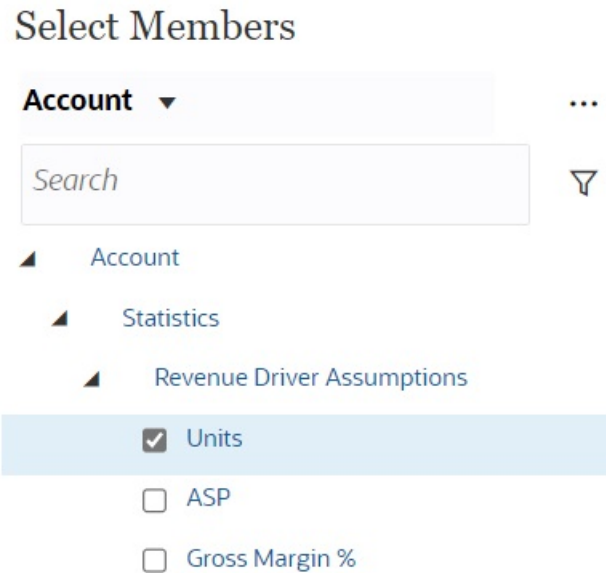 Select Members
Account
Search
Account
Statistics
Revenue Driver Assumptions
Units
ASP
Gross Margin %